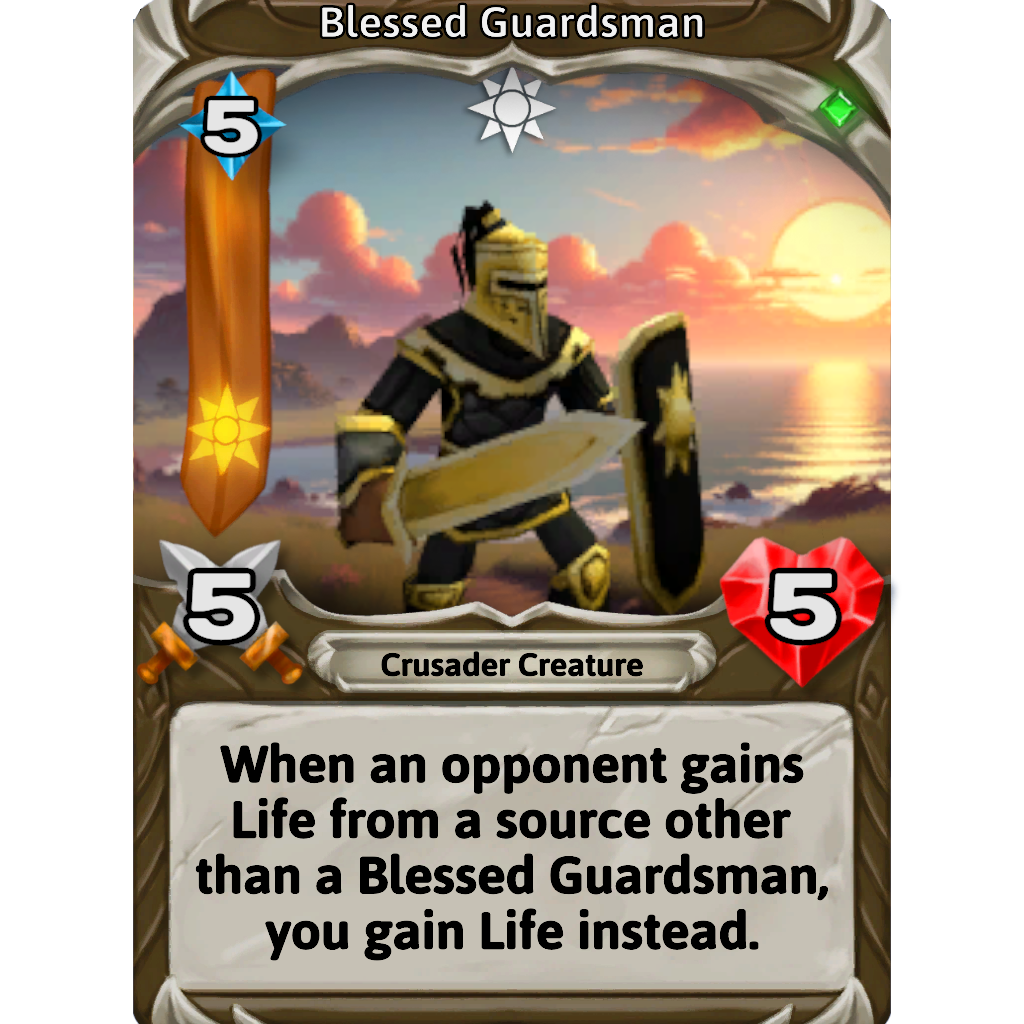 Blessed Guardsman
5
5
5
Crusader Creature
When an opponent gains
Life from a source other
than a Blessed Guardsman,
you gain Life instead.